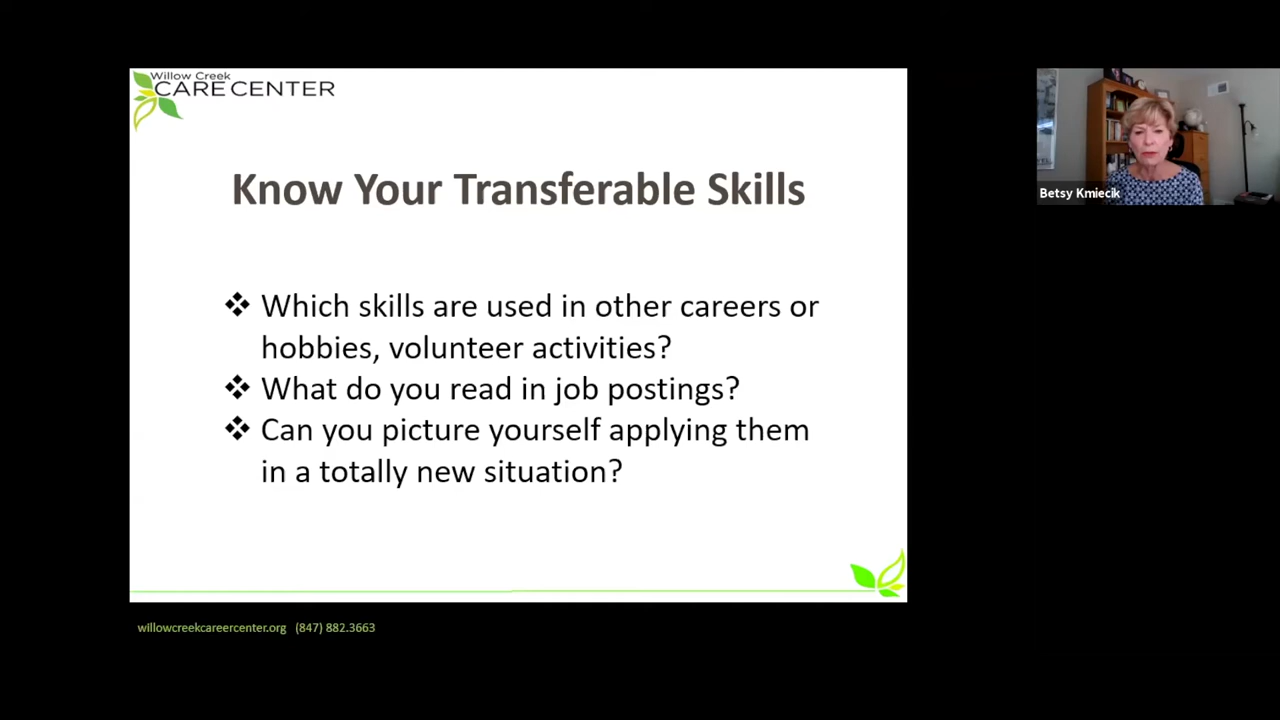 Willow Creek
CARE CENTER
Know Your Transferable Skills
❖ Which skills are used in other careers or
hobbies, volunteer activities?
❖ What do you read in job postings?
❖ Can you picture yourself applying them
in a totally new situation?
Betsy Kmiecik
willowcreekcareercenter.org (847) 882.3663